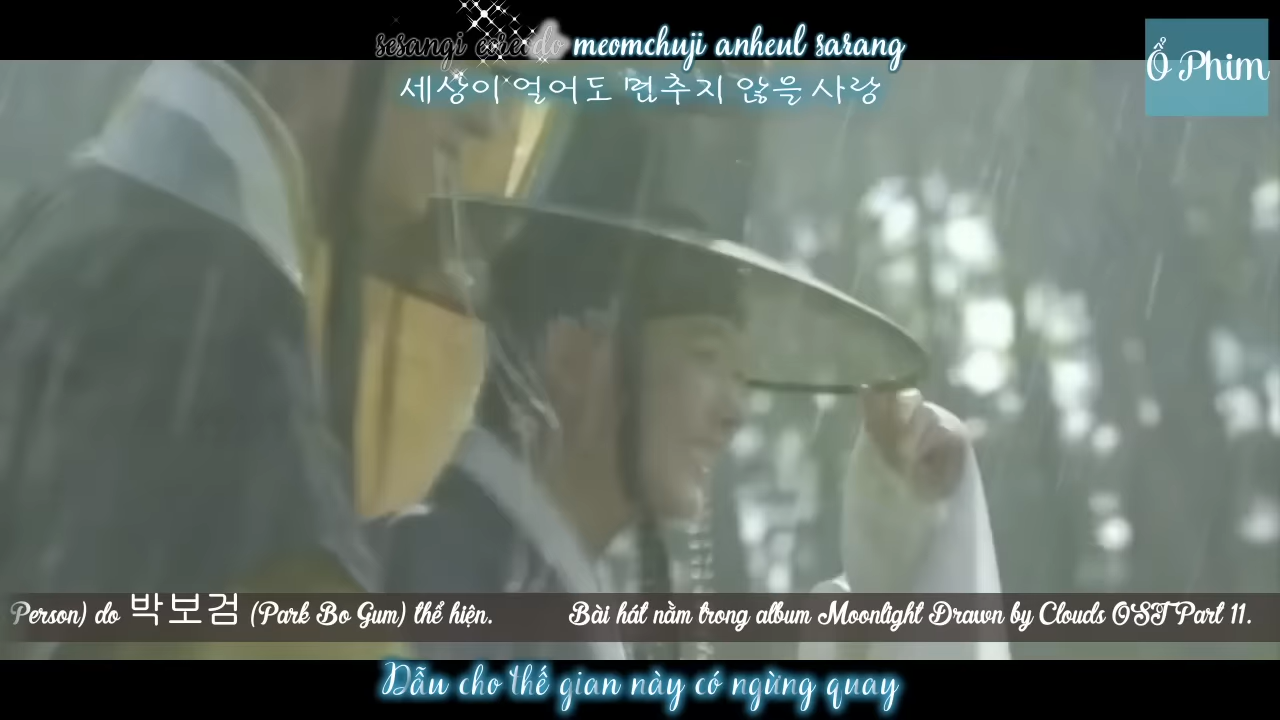 sesangi eoreodo meomchuji anheul sarang
세상이 얼어도 멈추지 않을 사랑
Ổ Phim
Person) do 박보검 (Park Bo Gum) thể hiện. Bài hát nằm trong album Moonlight Drawn by Clouds OST Part 11.
Dẫu cho thế gian này có ngừng quay